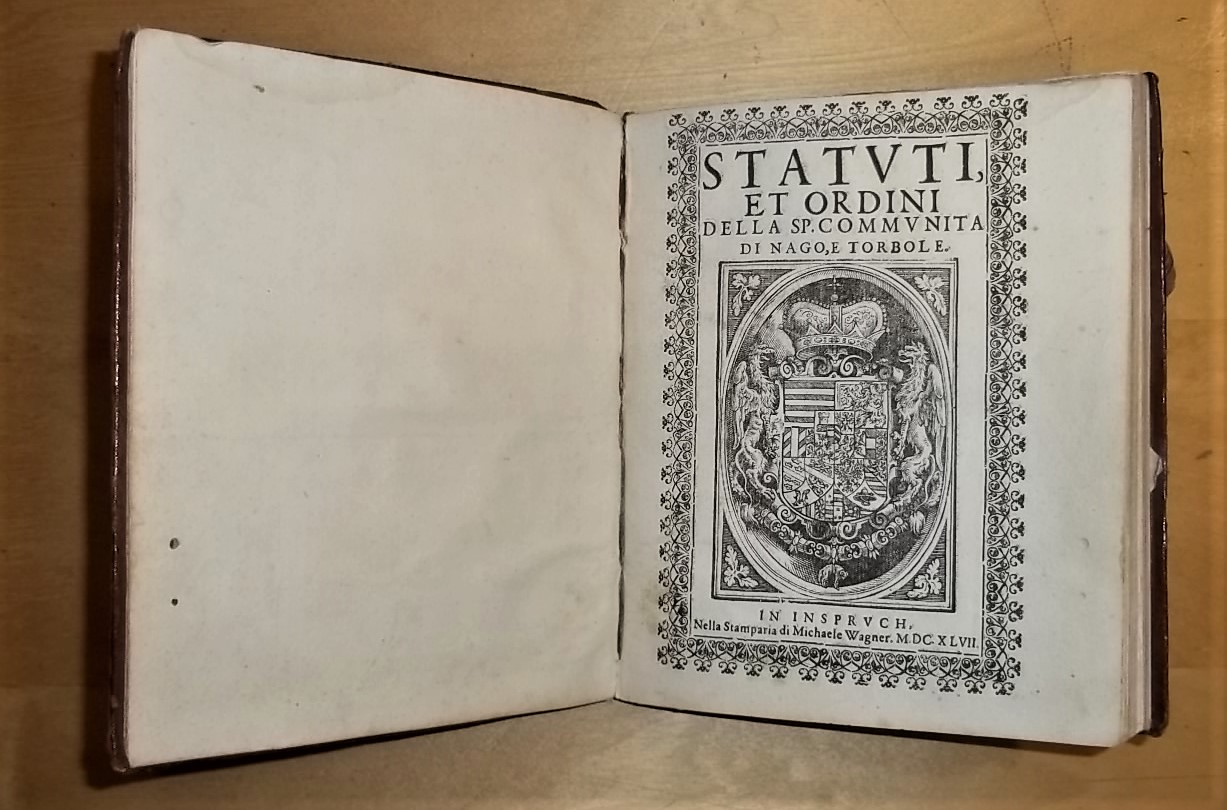 STATVTI,
ET ORDINI
DELLA SP. COMMVNITA
DI NAGO, E TORBOLE.
IN INSPRVCH,
Nella Stamparia di Michaele Wagner. M.DC.XLVII.